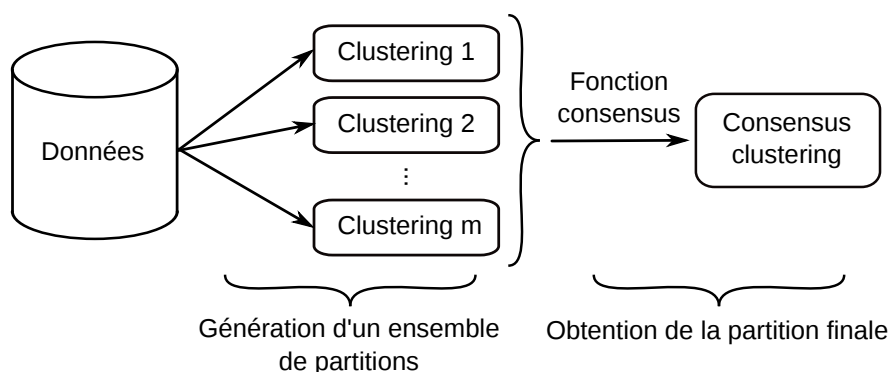 Données
Clustering 1
Clustering 2
...
Clustering m
Fonction
consensus
Consensus
clustering
Génération d'un ensemble
de partitions
Obtention de la partition finale